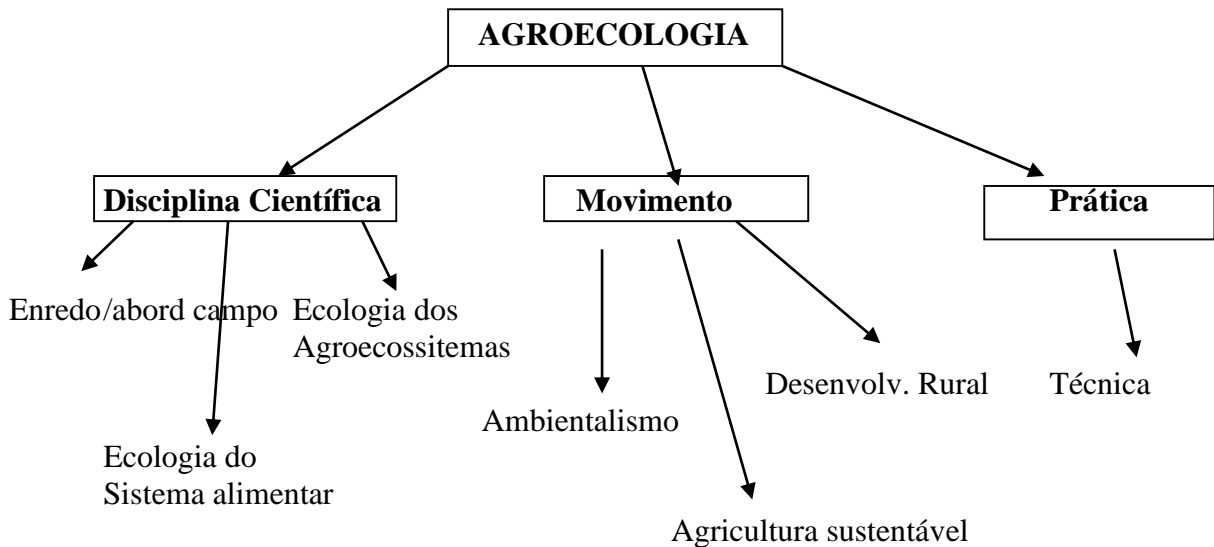 AGROECOLOGIA
Disciplina Científica
Movimento
Prática
Enredo/abord campo
Ecologia dos
Agroecossitemas
Desenvolv. Rural
Técnica
Ambientalismo
Ecologia do
Sistema alimentar
Agricultura sustentável